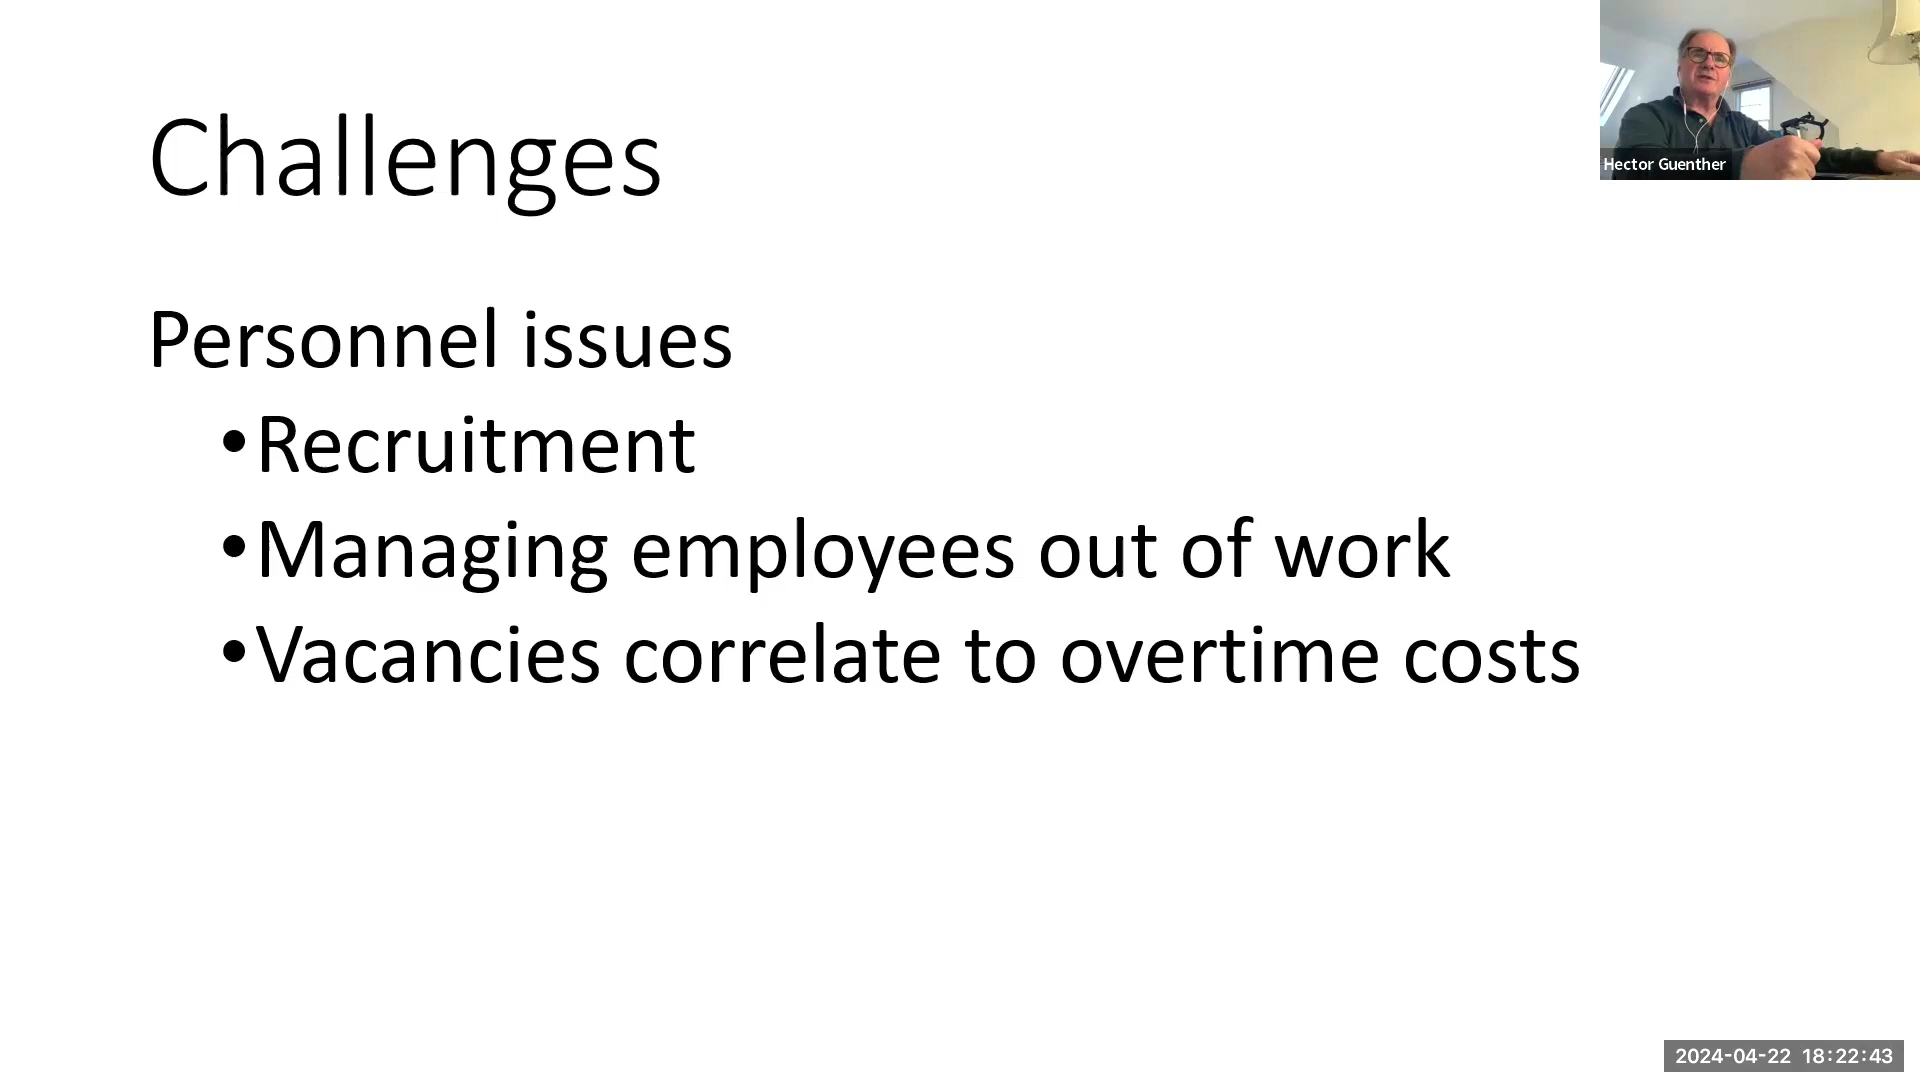 Challenges
Hector Guenther
Personnel issues
•Recruitment
•Managing employees out of work
•Vacancies correlate to overtime costs
2024-04-22 18:22:43